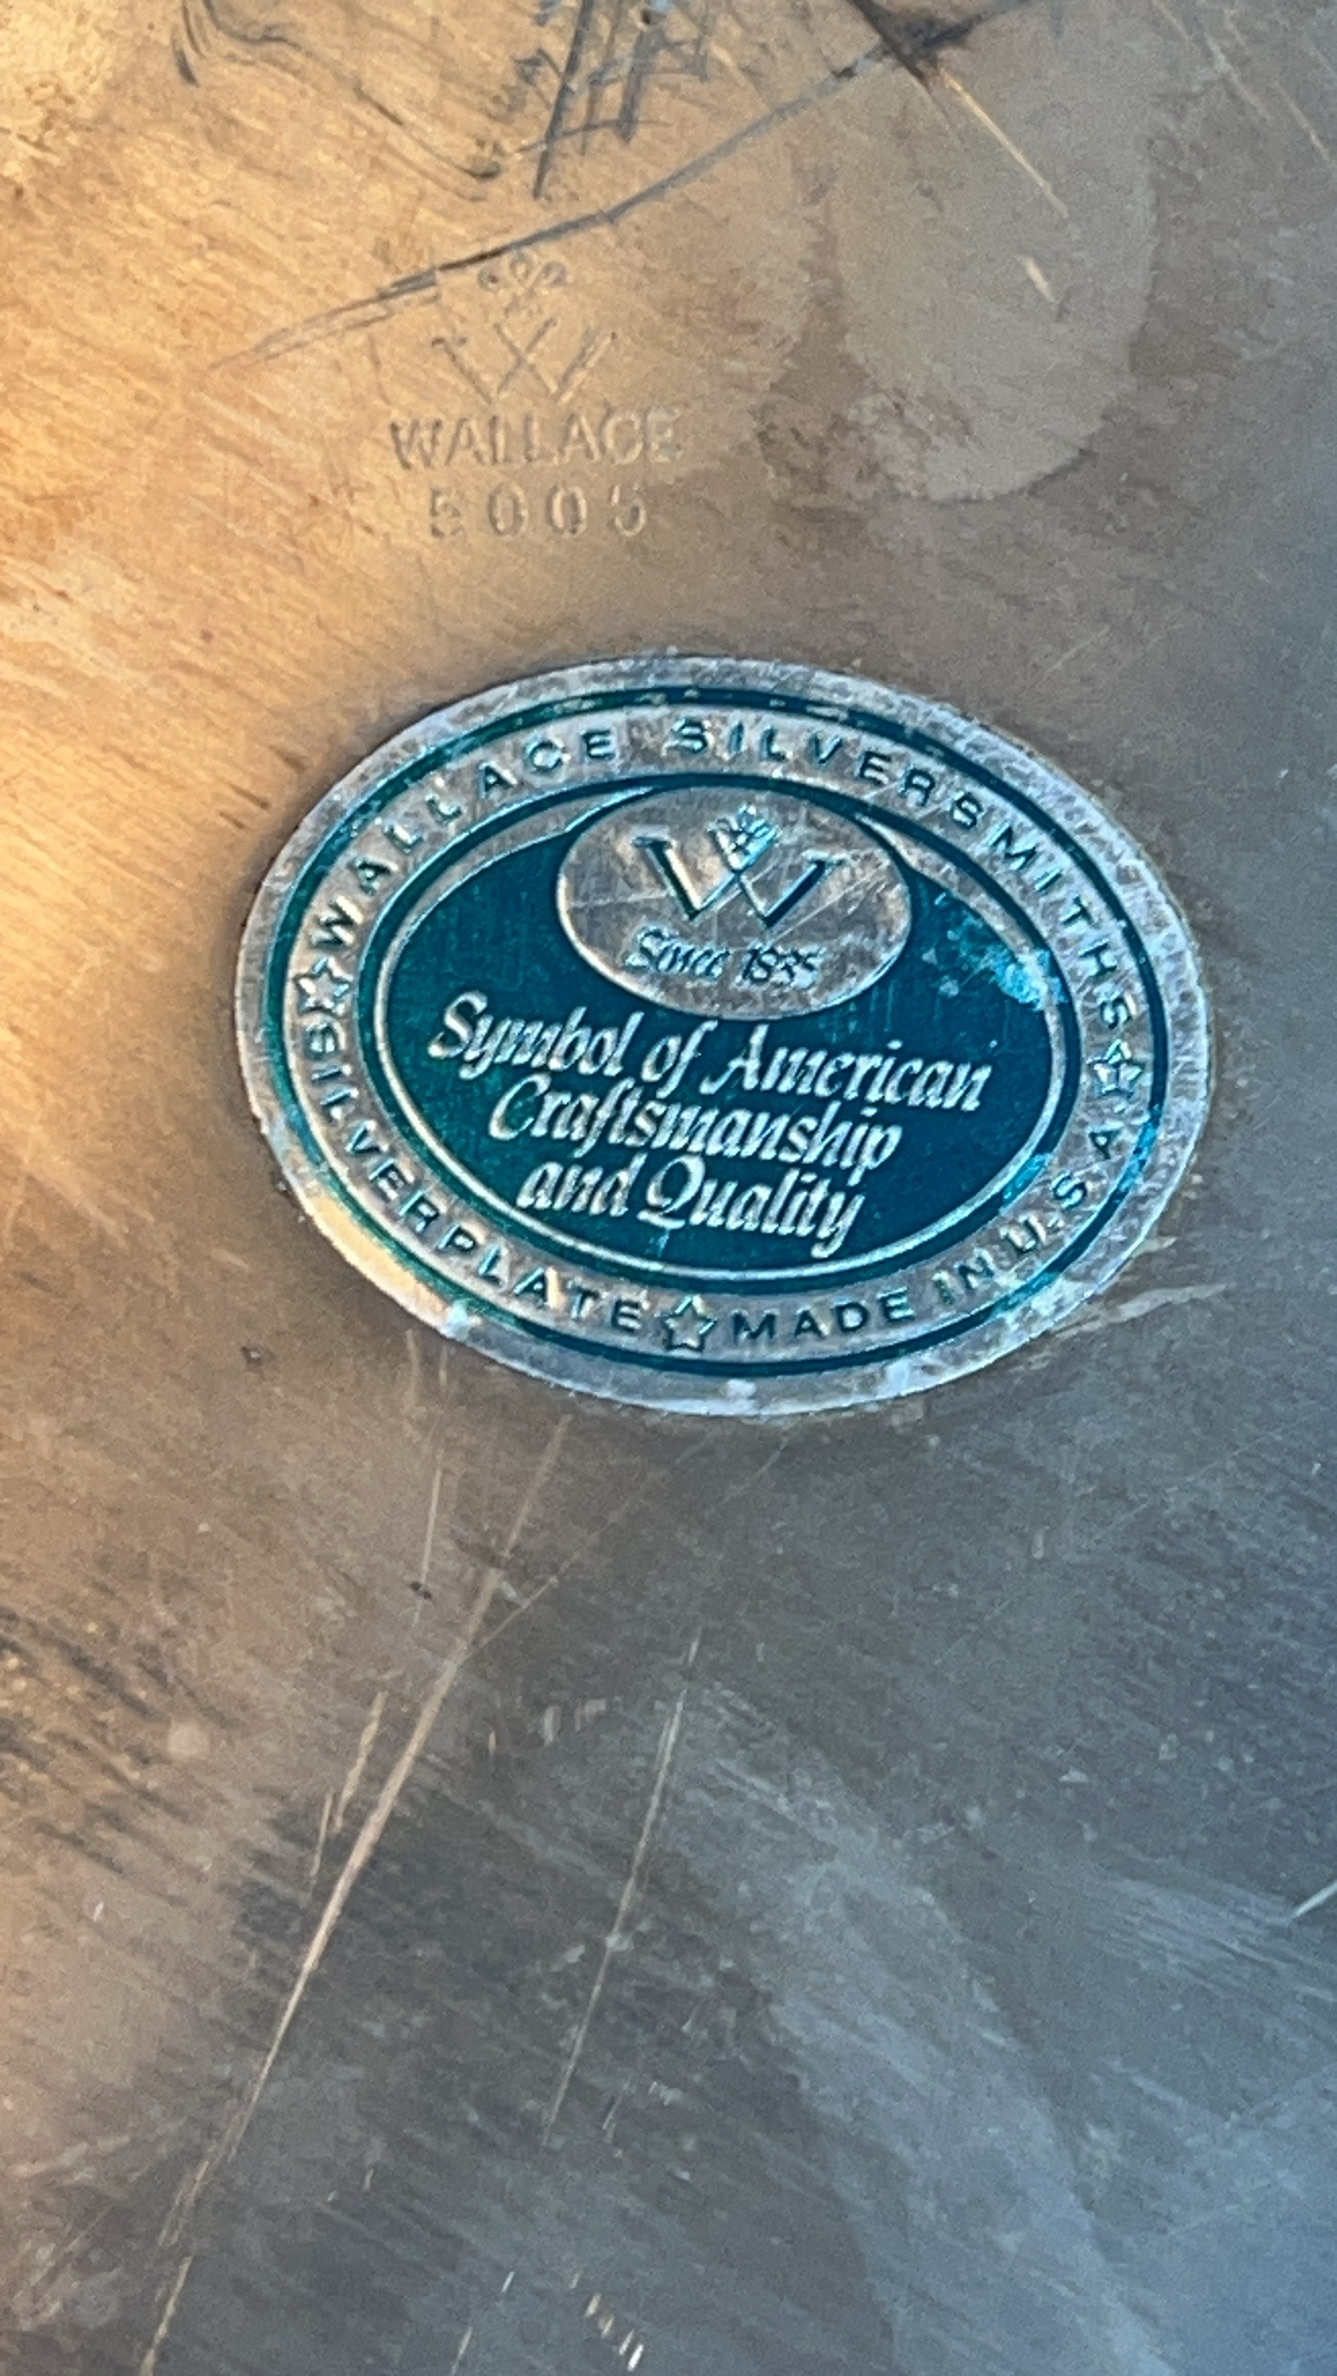 W
WALLACE
5005
WALLACE SILVERSMITHS
W
Since 1835
Symbol of American
Craftsmanship
and Quality
SILVERPLATE
MADE IN U.S.A